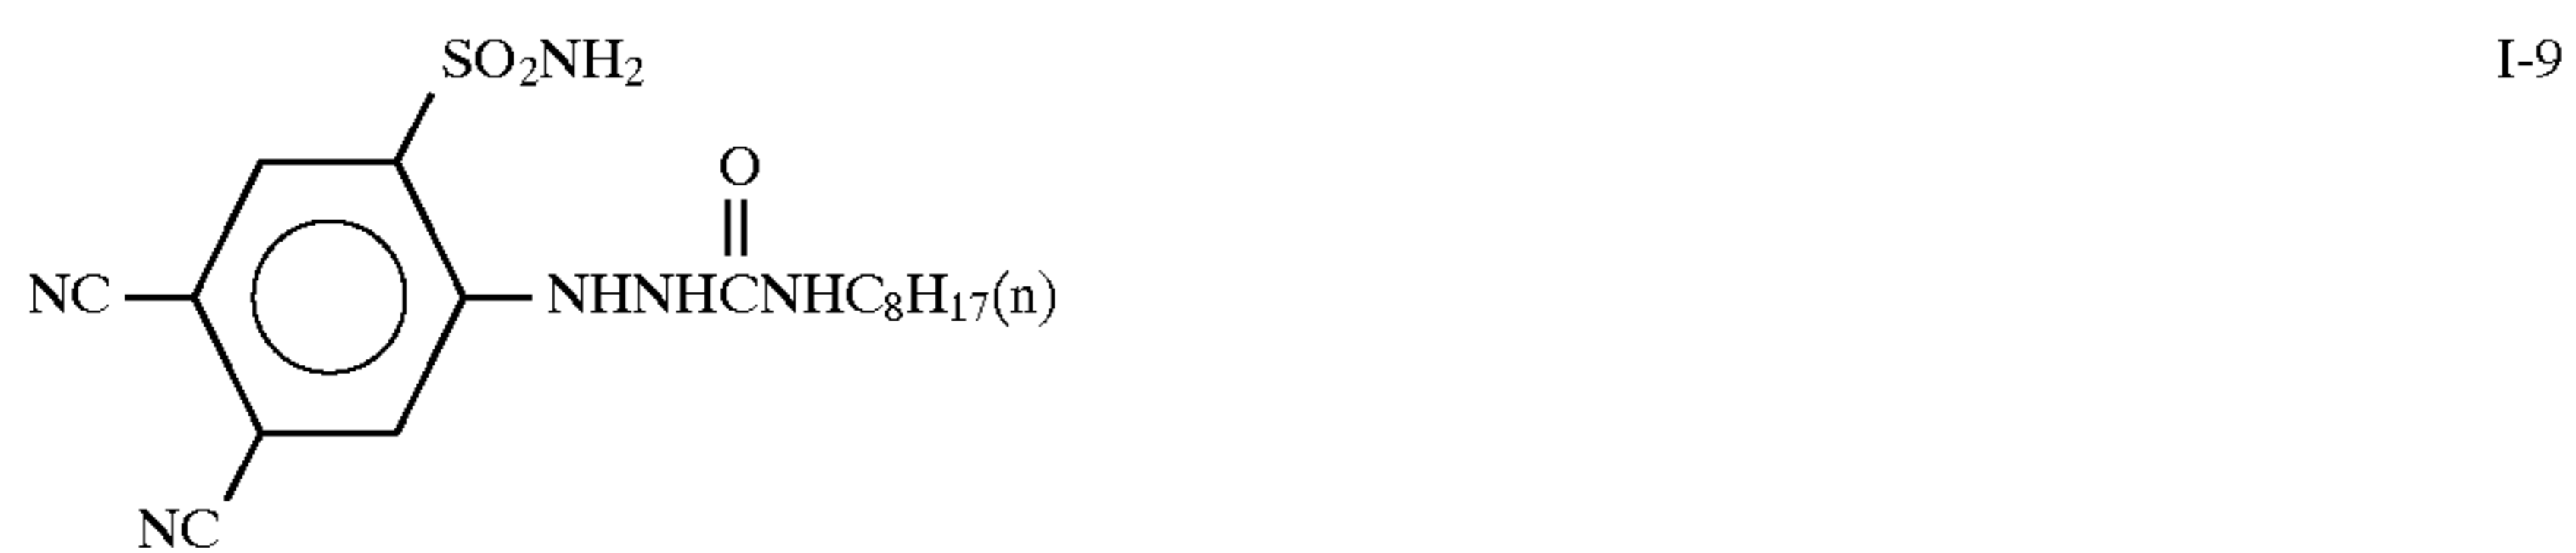 SO₂NH₂ I-9
O
NC NHNHCNHC₈H₁₇(n)
NC